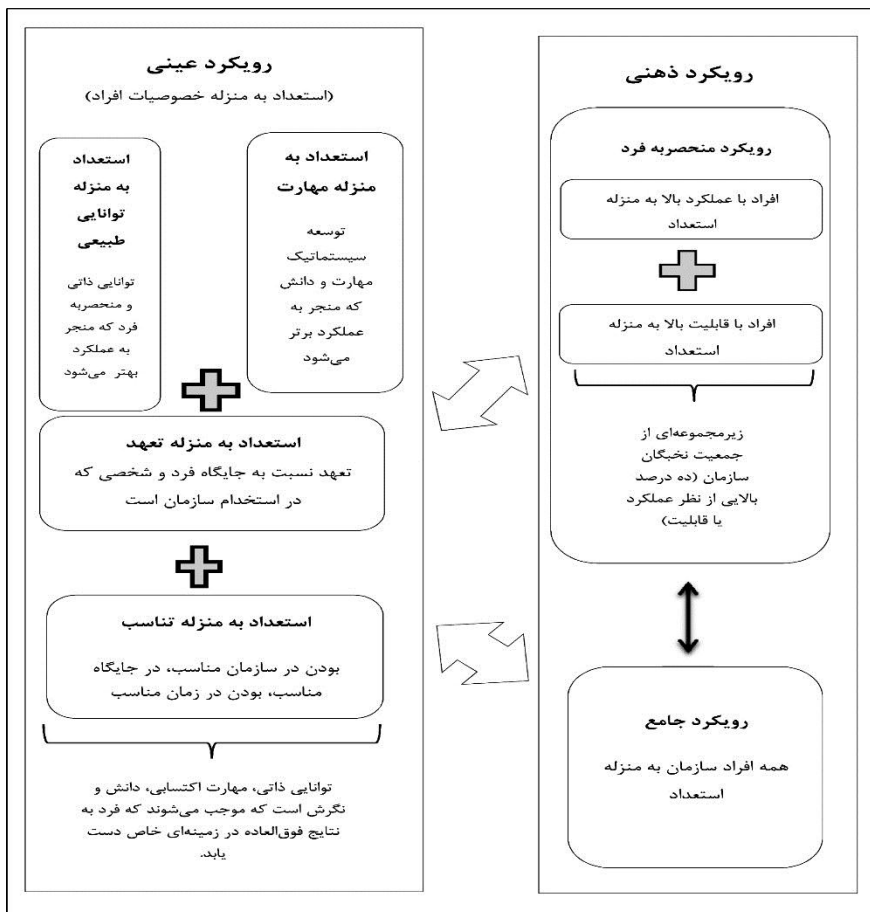 رویکرد ذهنی
رویکرد منحصربه فرد
افراد با عملکرد بالا به منزله
استعداد
افراد با قابلیت بالا به منزله
استعداد
زیرمجموعه‌ای از
جمعیت نخبگان
سازمان (ده درصد
بالایی از نظر عملکرد
یا قابلیت)
رویکرد جامع
همه افراد سازمان به منزله
استعداد
رویکرد عینی
(استعداد به منزله خصوصیات افراد)
استعداد به
منزله مهارت
توسعه
سیستماتیک
مهارت و دانش
که منجر به
عملکرد برتر
می‌شود
استعداد
به منزله
توانایی
طبیعی
توانایی ذاتی
و منحصربه
فرد که منجر
به عملکرد
بهتر می‌شود
استعداد به منزله تعهد
تعهد نسبت به جایگاه فرد و شخصی که
در استخدام سازمان است
استعداد به منزله تناسب
بودن در سازمان مناسب، در جایگاه
مناسب، بودن در زمان مناسب
توانایی ذاتی، مهارت اکتسابی، دانش و
نگرش است که موجب می‌شوند که فرد به
نتایج فوق‌العاده در زمینه‌ای خاص دست
یابد.